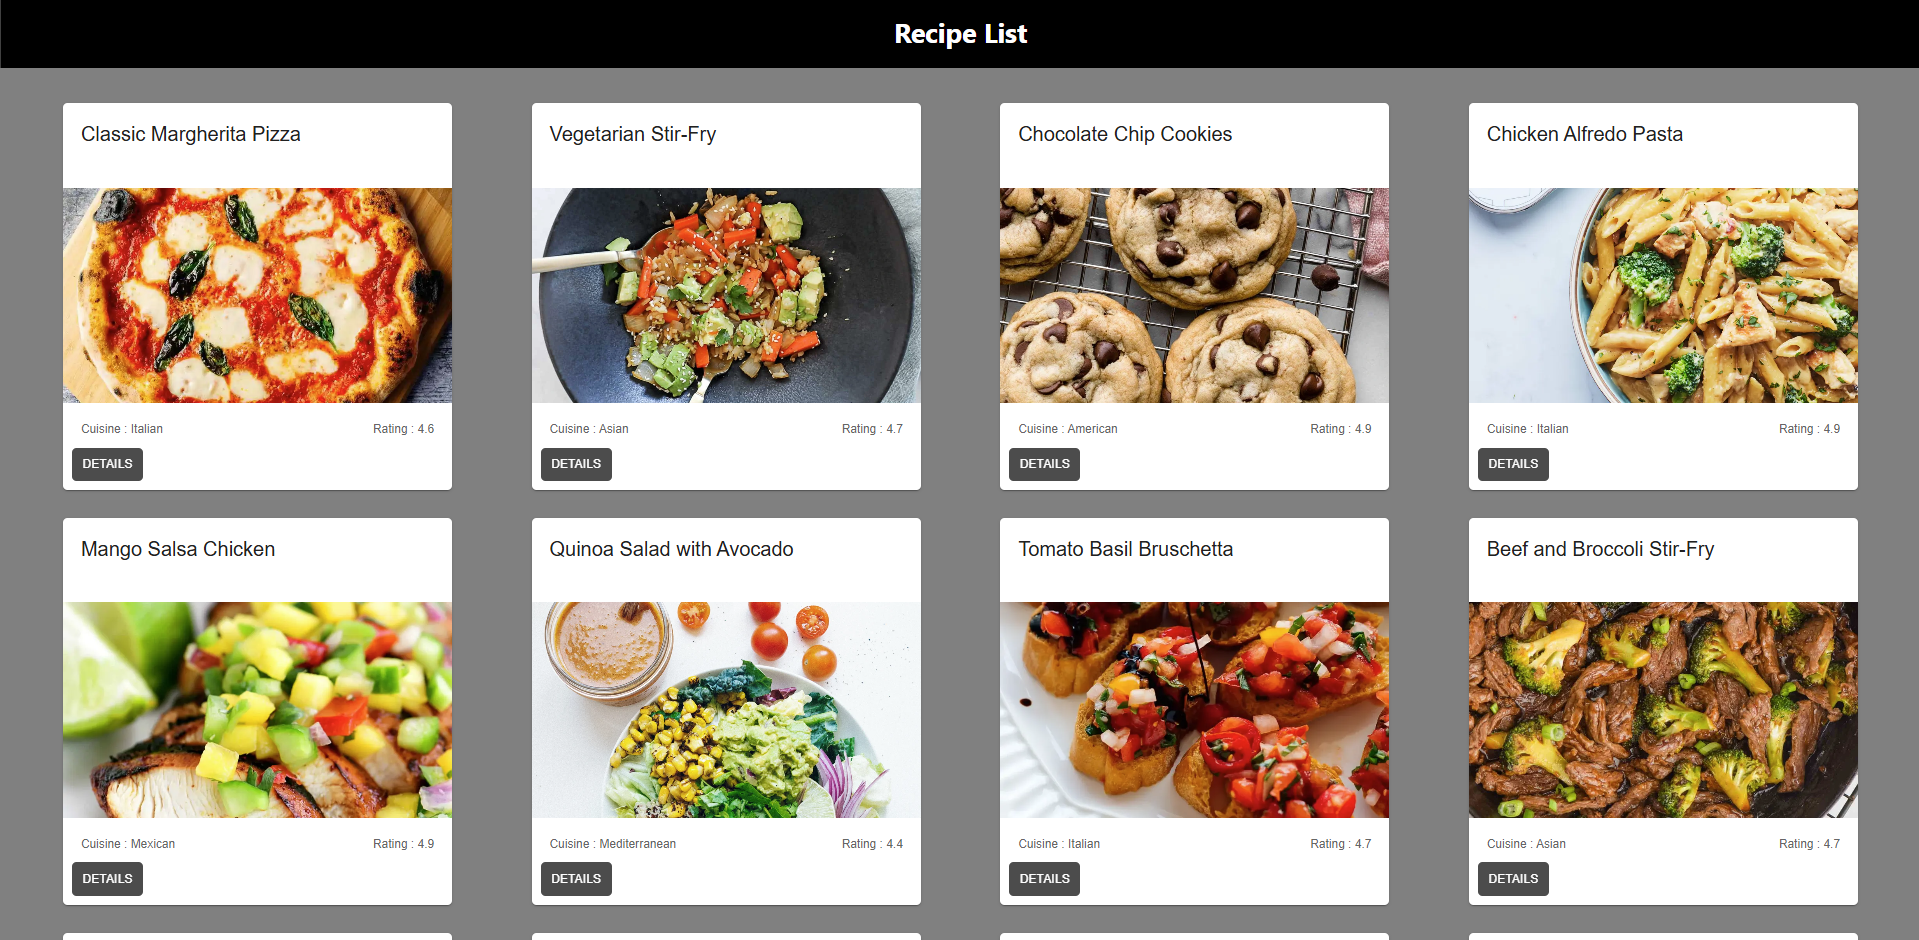 Recipe List
Classic Margherita Pizza
Cuisine : Italian
Rating : 4.6
DETAILS
Vegetarian Stir-Fry
Cuisine : Asian
Rating : 4.7
DETAILS
Chocolate Chip Cookies
Cuisine : American
Rating : 4.9
DETAILS
Chicken Alfredo Pasta
Cuisine : Italian
Rating : 4.9
DETAILS
Mango Salsa Chicken
Cuisine : Mexican
Rating : 4.9
DETAILS
Quinoa Salad with Avocado
Cuisine : Mediterranean
Rating : 4.4
DETAILS
Tomato Basil Bruschetta
Cuisine : Italian
Rating : 4.7
DETAILS
Beef and Broccoli Stir-Fry
Cuisine : Asian
Rating : 4.7
DETAILS